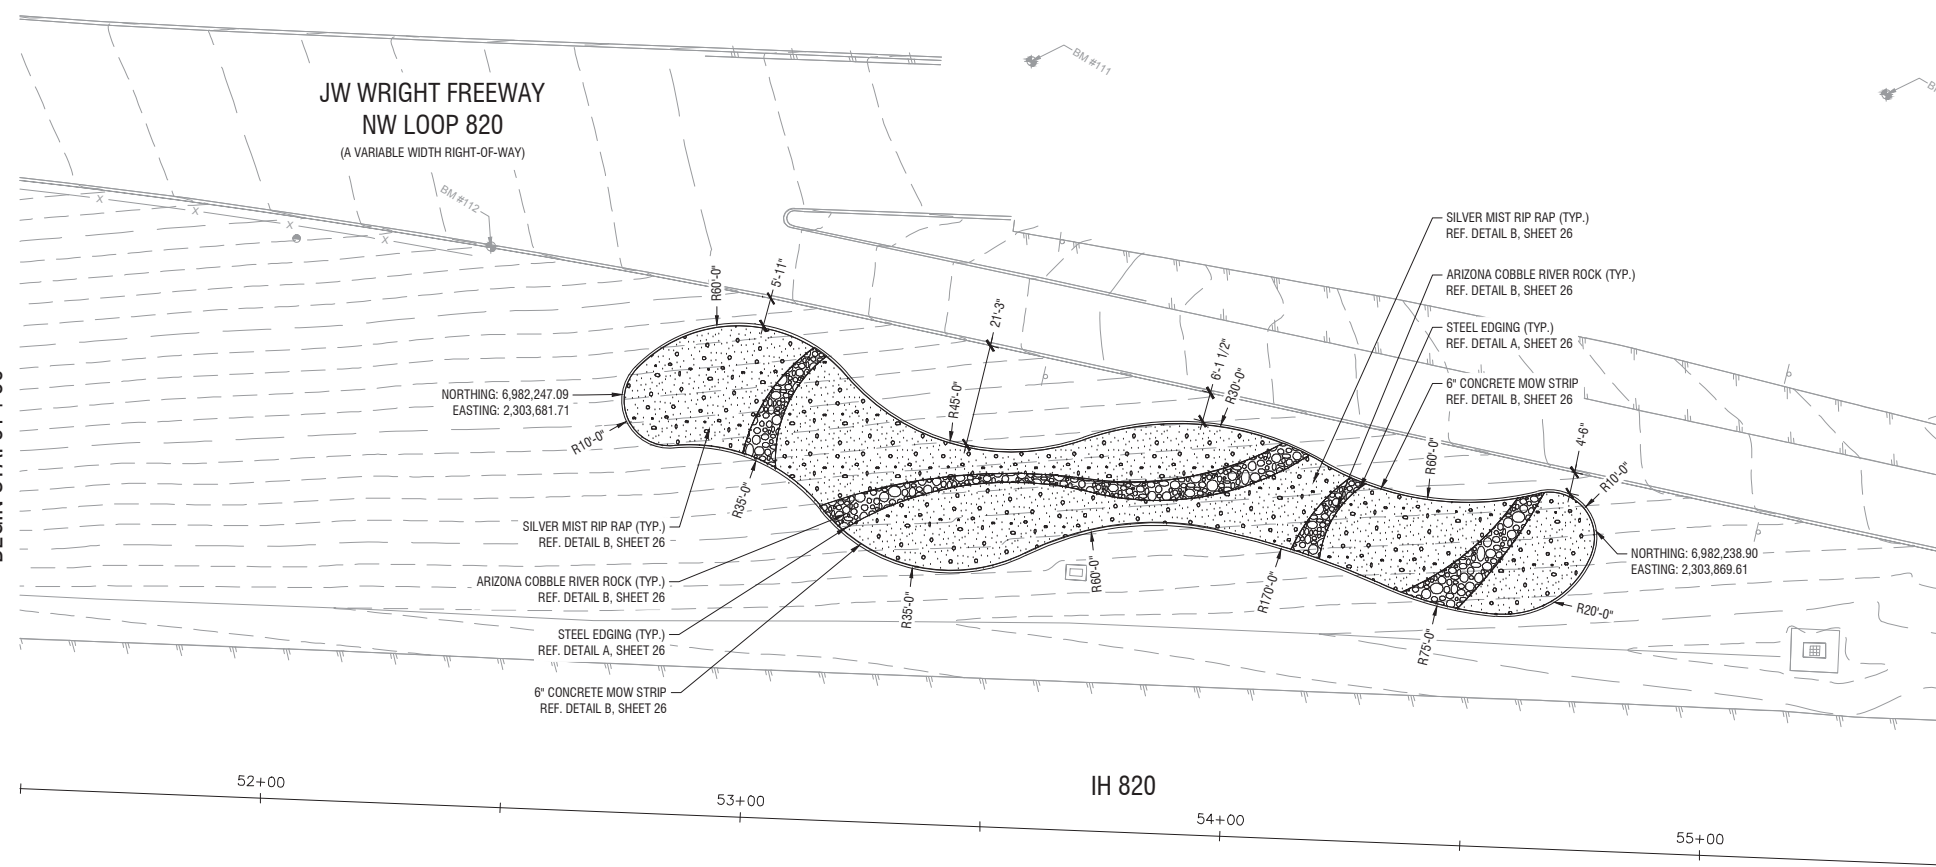 BM #111
JW WRIGHT FREEWAY
NW LOOP 820
(A VARIABLE WIDTH RIGHT-OF-WAY)
BM #112
X
X
X
X
SILVER MIST RIP RAP (TYP.)
REF. DETAIL B, SHEET 26
ARIZONA COBBLE RIVER ROCK (TYP.)
REF. DETAIL B, SHEET 26
STEEL EDGING (TYP.)
REF. DETAIL A, SHEET 26
6" CONCRETE MOW STRIP
REF. DETAIL B, SHEET 26
R60'-0"
5'-11"
21'-3"
R45'-0"
6'-1 1/2"
R30'-0"
R60'-0"
4'-6"
R10'-0"
NORTHING: 6,982,247.09
EASTING: 2,303,681.71
R10'-0"
R35'-0"
SILVER MIST RIP RAP (TYP.)
REF. DETAIL B, SHEET 26
ARIZONA COBBLE RIVER ROCK (TYP.)
REF. DETAIL B, SHEET 26
STEEL EDGING (TYP.)
REF. DETAIL A, SHEET 26
6" CONCRETE MOW STRIP
REF. DETAIL B, SHEET 26
R35'-0"
R60'-0"
R170'-0"
R75'-0"
R20'-0"
NORTHING: 6,982,238.90
EASTING: 2,303,869.61
IH 820
52+00
53+00
54+00
55+00